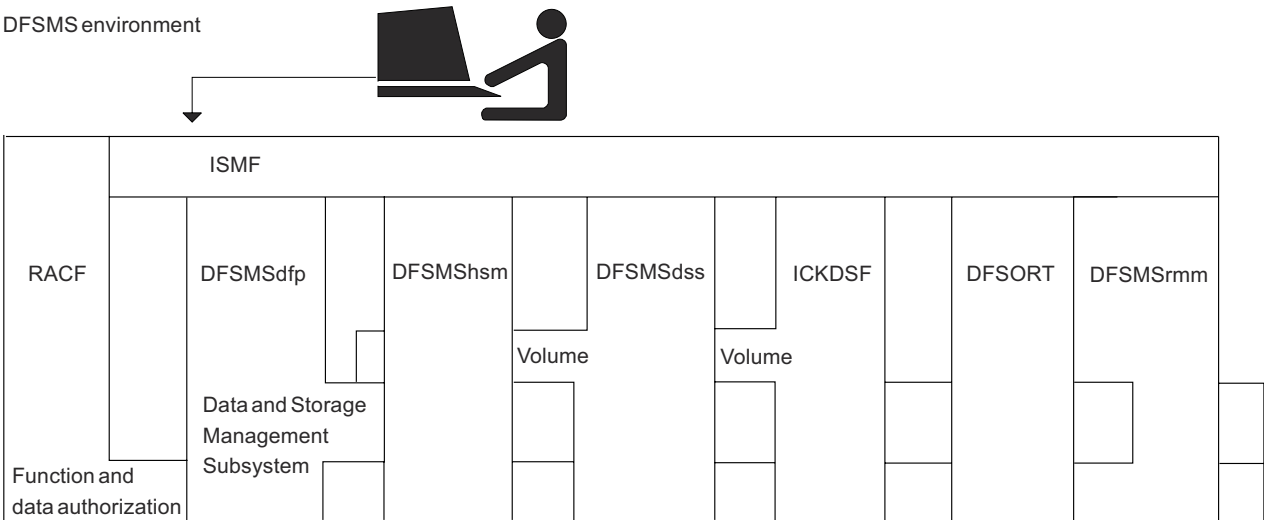 DFSMS environment
ISMF
RACF
DFSMSdfp
DFSMShsm
DFSMSdss
ICKDSF
DFSORT
DFSMSrmm
Volume
Volume
Data and Storage
Management
Subsystem
Function and
data authorization